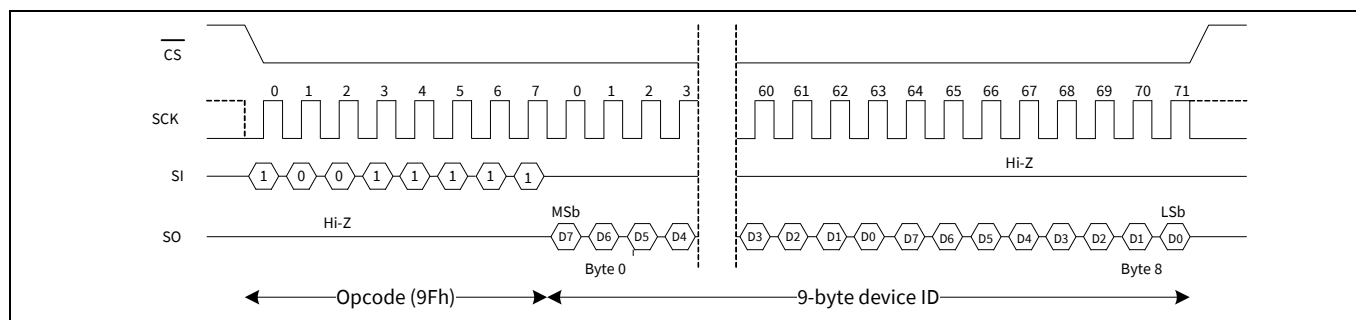 CS
0 1 2 3 4 5 6 7 0 1 2 3 60 61 62 63 64 65 66 67 68 69 70 71
SCK
Hi-Z
SI 1 0 0 1 1 1 1 1
MSb LSb
Hi-Z
SO D7 D6 D5 D4 D3 D2 D1 D0 D7 D6 D5 D4 D3 D2 D1 D0
Byte 0 Byte 8
Opcode (9Fh) 9-byte device ID